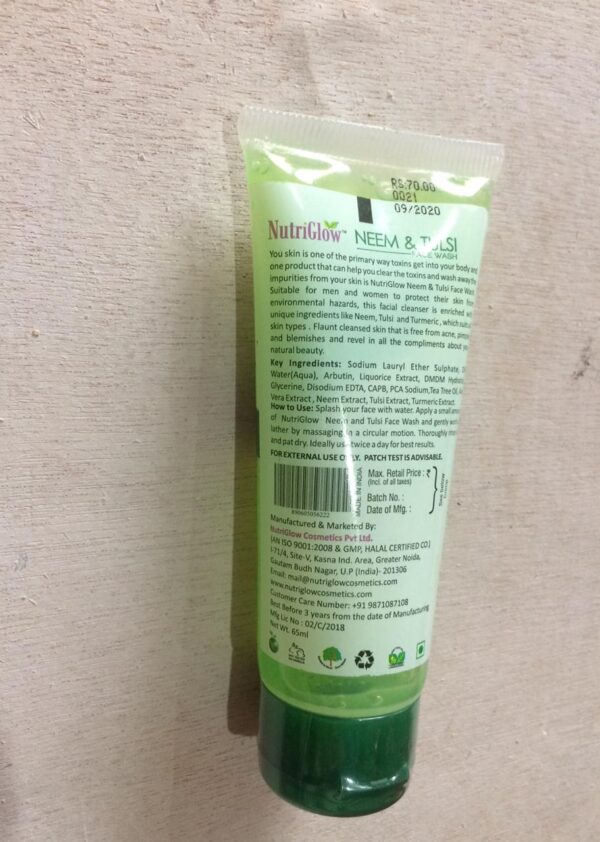 RS.70.00
0021
09/2020
NutriGlow™ NEEM & TULSI
FACE WASH
You skin is one of the primary way toxins get into your body and
one product that can help you clear the toxins and wash away the
impurities from your skin is NutriGlow Neem & Tulsi Face Wash
Suitable for men and women to protect their skin from
environmental hazards, this facial cleanser is enriched with
unique ingredients like Neem, Tulsi and Turmeric, which suits all
skin types . Flaunt cleansed skin that is free from acne,
and blemishes and revel in all the compliments about
natural beauty.
Key Ingredients: Sodium Lauryl Ether Sulphate,
Water(Aqua), Arbutin, Liquorice Extract, DMDM
Glycerine, Disodium EDTA, CAPB, PCA Sodium,Tea Tree Oil,
Vera Extract , Neem Extract, Tulsi Extract, Turmeric Extract.
How to Use: Splash your face with water. Apply a small
of NutriGlow Neem and Tulsi Face Wash and gently
lather by massaging in a circular motion. Thoroughly
and pat dry. Ideally use twice a day for best results.
FOR EXTERNAL USE ONLY. PATCH TEST IS ADVISABLE.
MADE IN INDIA
Max. Retail Price : ₹
(Incl. of all taxes)
Batch No. :
Date of Mfg. :
Manufactured & Marketed By:
NutriGlow Cosmetics Pvt Ltd.
(AN ISO 9001:2008 & GMP, HALAL CERTIFIED CO.)
I-71/4, Site-V, Kasna Ind. Area, Greater Noida,
Gautam Budh Nagar, U.P (India)- 201306
Email: mail@nutriglowcosmetics.com
www.nutriglowcosmetics.com
Customer Care Number: +91 9871087108
Best Before 3 years from the date of Manufacturing
Mfg Lic No : 02/C/2018
Net Wt. 65ml